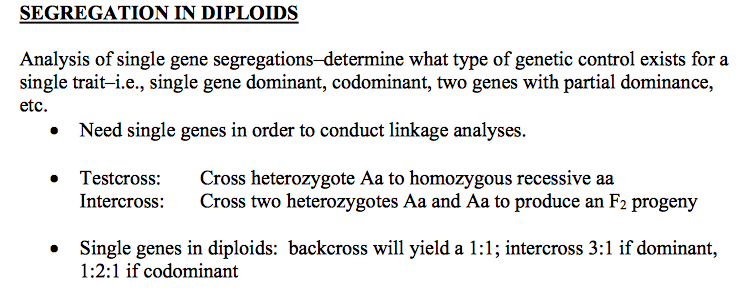 SEGREGATION IN DIPLOIDS
Analysis of single gene segregations–determine what type of genetic control exists for a
single trait–i.e., single gene dominant, codominant, two genes with partial dominance,
etc.
• Need single genes in order to conduct linkage analyses.
• Testcross: Cross heterozygote Aa to homozygous recessive aa
Intercross: Cross two heterozygotes Aa and Aa to produce an F2 progeny
• Single genes in diploids: backcross will yield a 1:1; intercross 3:1 if dominant,
1:2:1 if codominant